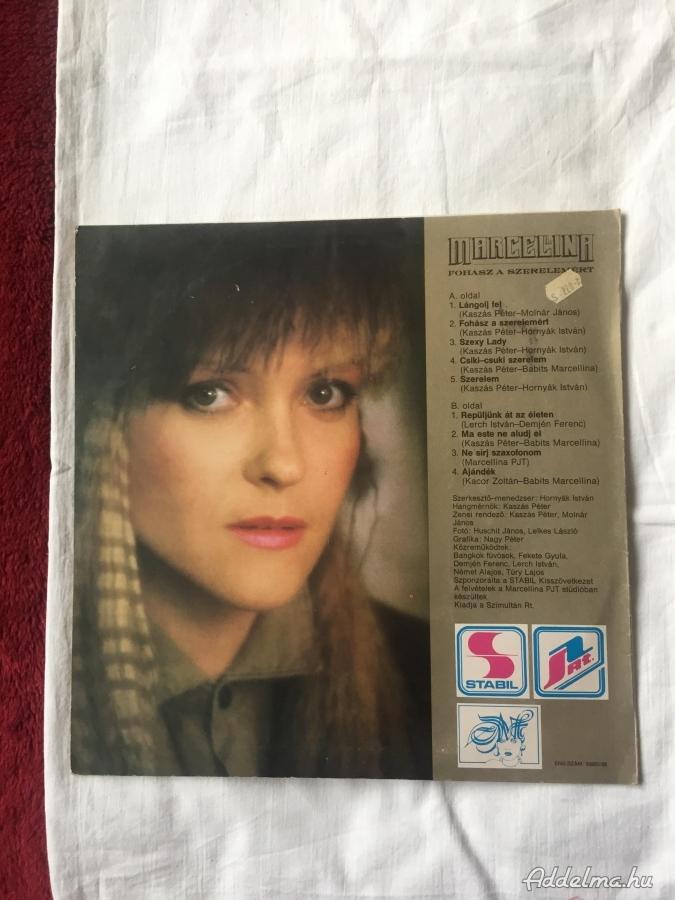 MARCELLINA
FOHÁSZ A SZERELEMÉRT
A. oldal
1. Lángolj fel
(Kaszás Péter–Molnár János)
2. Fohász a szerelemért
(Kaszás Péter–Hornyák István)
3. Szexy Lady
(Kaszás Péter–Hornyák István)
4. Csiki-csuki szerelem
(Kaszás Péter–Babits Marcellina)
5. Szerelem
(Kaszás Péter–Hornyák István)
B. oldal
1. Repüljünk át az életen
(Lerch István–Demjén Ferenc)
2. Ma este ne aludj el
(Kaszás Péter–Babits Marcellina)
3. Ne sírj szaxofonom
(Marcellina PJT)
4. Ajándék
(Kacor Zoltán–Babits Marcellina)
Szerkesztő-menedzser: Hornyák István
Hangmérnök: Kaszás Péter
Zenei rendező: Kaszás Péter, Molnár
János
Fotó: Huschit János, Lelkes László
Grafika: Nagy Péter
Közreműködtek:
Bangkok fúvósok, Fekete Gyula,
Demjén Ferenc, Lerch István,
Német Alajos, Túry Lajos
Szponzorálta a STABIL Kisszövetkezet
A felvételek a Marcellina PJT stúdióban
készültek
Kiadja a Szimultán Rt.
STABIL
Rt.
Addelma.hu